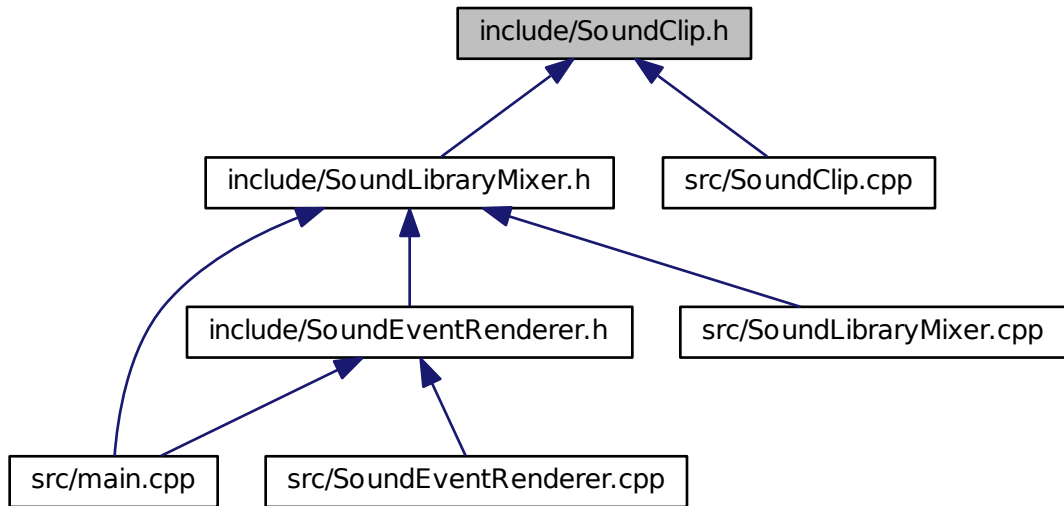 include/SoundClip.h
include/SoundLibraryMixer.h
src/SoundClip.cpp
include/SoundEventRenderer.h
src/SoundLibraryMixer.cpp
src/main.cpp
src/SoundEventRenderer.cpp